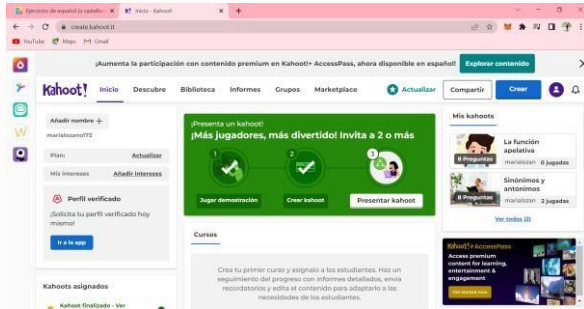 Ejercicios de español (o castella
Inicio - Kahoot!
create.kahoot.it
YouTube
Maps
Gmail
¡Aumenta la participación con contenido premium en Kahoot!+ AccessPass, ahora disponible en español!
Explorar contenido
Kahoot!
Inicio
Descubre
Biblioteca
Informes
Grupos
Marketplace
Actualizar
Compartir
Crear
Añadir nombre
marialozano172
Plan:
Actualizar
Mis intereses
Añadir intereses
Perfil verificado
¡Solicita tu perfil verificado hoy
mismo!
Ir a la app
Kahoots asignados
Kahoot finalizado - Ver
¡Presenta un kahoot!
¡Más jugadores, más divertido! Invita a 2 o más
1
2
3
Jugar demostración
Crear kahoot
Presentar kahoot
Cursos
Crea tu primer curso y asígnalo a los estudiantes. Haz un
seguimiento del progreso con informes detallados, envía
recordatorios y edita el contenido para adaptarlo a las
necesidades de los estudiantes.
Mis kahoots
La función
apelativa
8 Preguntas
marialozan
0 jugadas
Sinónimos y
antónimos
8 Preguntas
marialozan
2 jugadas
Ver todos (2)
Kahoot!+ AccessPass
Access premium
content for learning,
entertainment &
engagement
Get started now